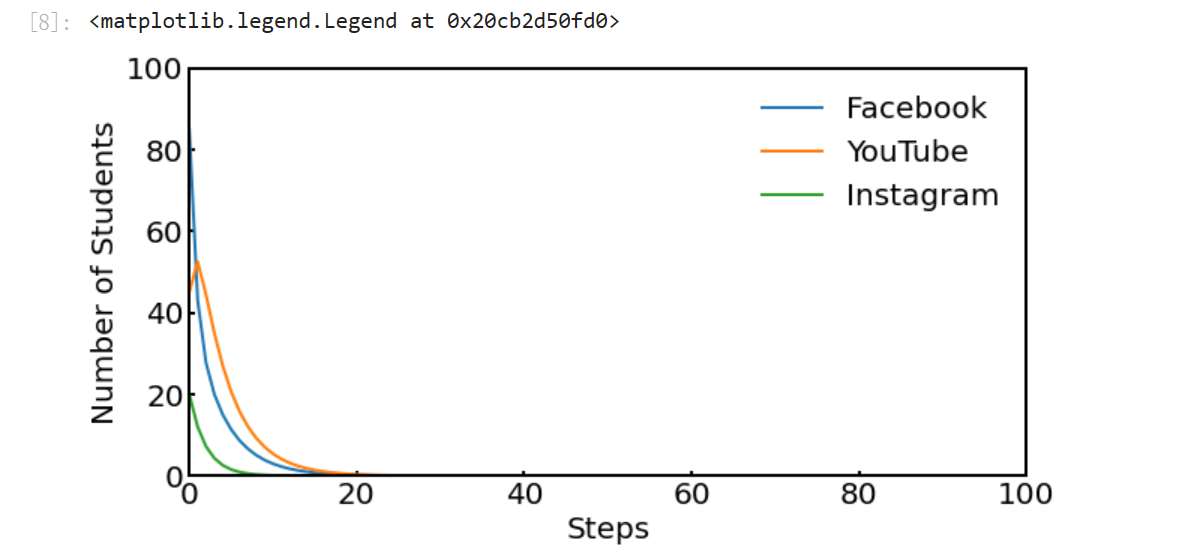 [8]: <matplotlib.legend.Legend at 0x20cb2d50fd0>
100
80
60
40
20
0
Number of Students
Facebook
YouTube
Instagram
0 20 40 60 80 100
Steps